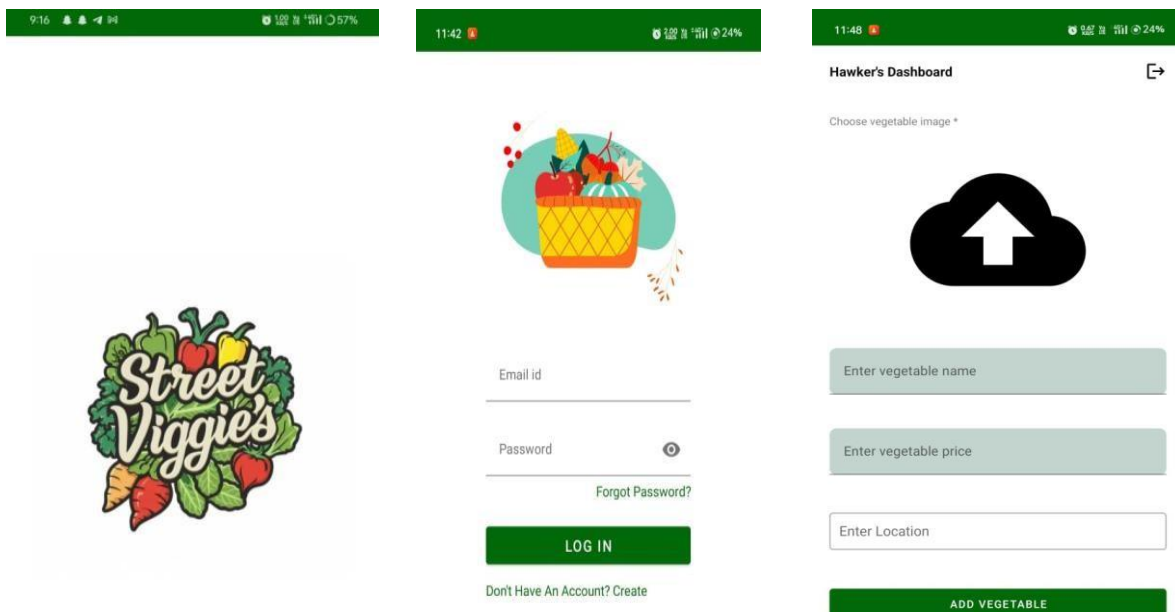 9:16
57%
Street
Viggie's
11:42
24%
Email id
Password
Forgot Password?
LOG IN
Don't Have An Account? Create
11:48
24%
Hawker's Dashboard
Choose vegetable image *
Enter vegetable name
Enter vegetable price
Enter Location
ADD VEGETABLE